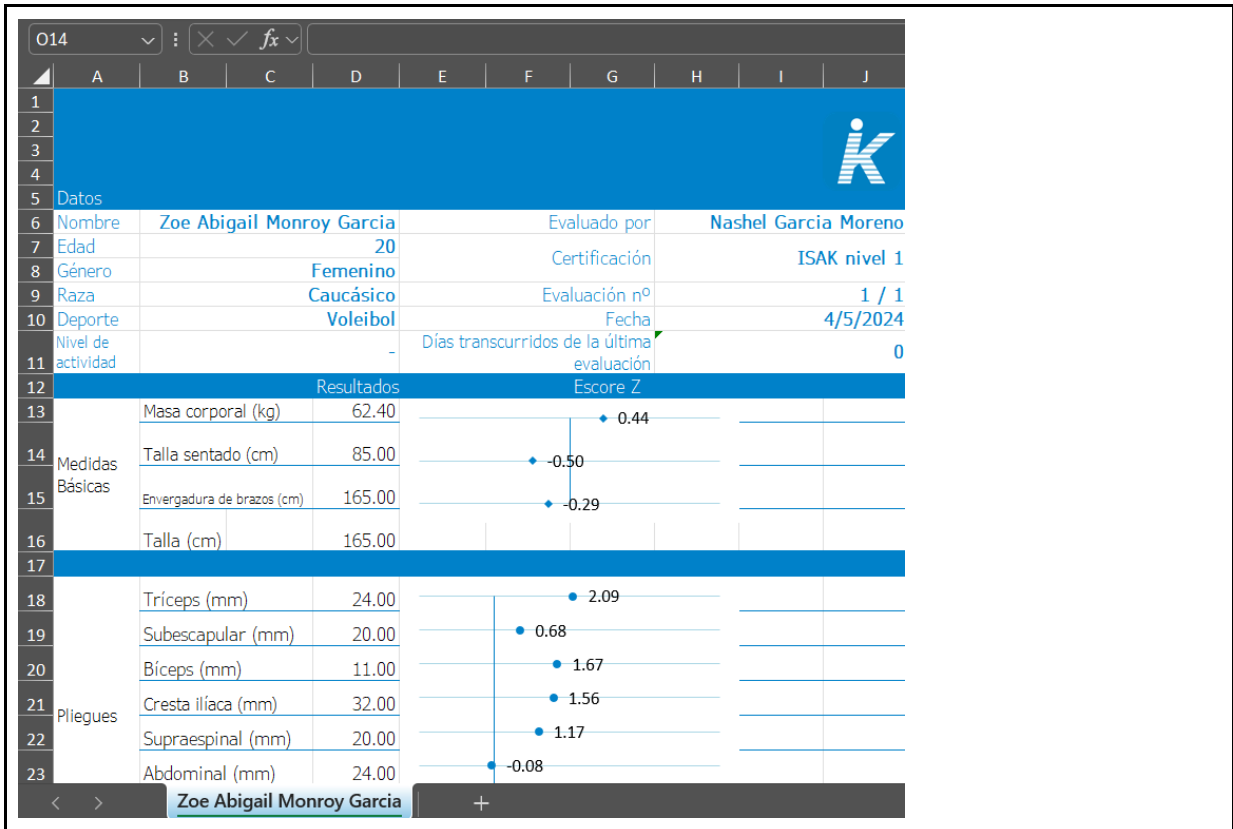 O14 fx
A B C D E F G H I J
1
2
3
4
5 Datos
6 Nombre Zoe Abigail Monroy Garcia Evaluado por Nashel Garcia Moreno
7 Edad 20
Certificación ISAK nivel 1
8 Género Femenino
9 Raza Caucásico Evaluación nº 1 / 1
10 Deporte Voleibol Fecha 4/5/2024
Nivel de Días transcurridos de la última
11 actividad - evaluación 0
12 Resultados Escore Z
13 Masa corporal (kg) 62.40 0.44
14 Talla sentado (cm) 85.00 -0.50
Medidas
Básicas
15 Envergadura de brazos (cm) 165.00 -0.29
16 Talla (cm) 165.00
17
18 Tríceps (mm) 24.00 2.09
19 Subescapular (mm) 20.00 0.68
20 Bíceps (mm) 11.00 1.67
21 Cresta ilíaca (mm) 32.00 1.56
Pliegues
22 Supraespinal (mm) 20.00 1.17
23 Abdominal (mm) 24.00 -0.08
Zoe Abigail Monroy Garcia